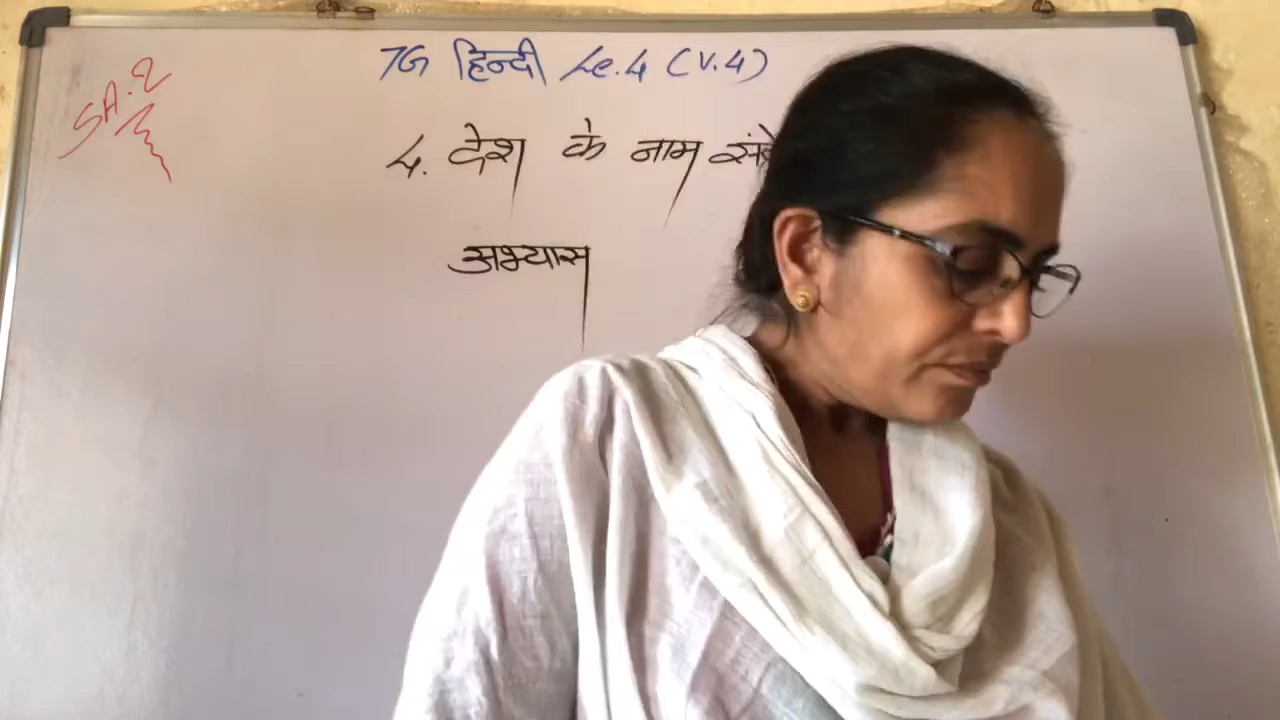 SA.2
7G हिन्दी Le.4 (V.4)
4. देश के नाम
अभ्यास